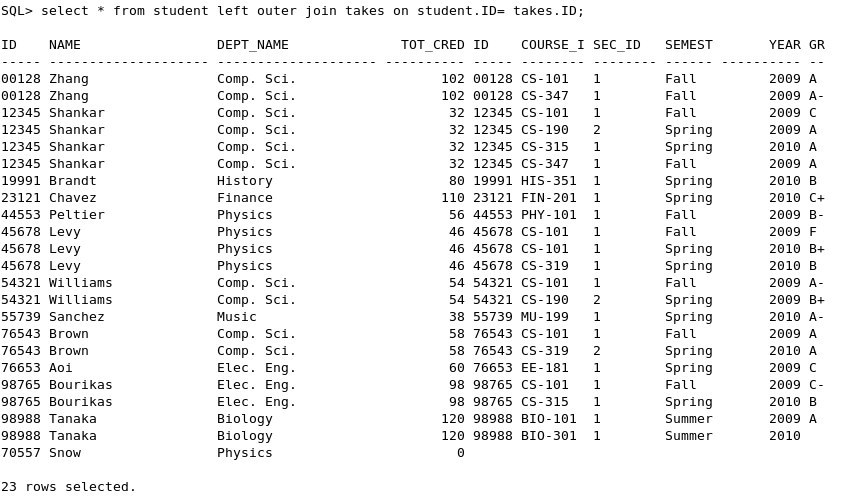 SQL> select * from student left outer join takes on student.ID= takes.ID;
ID    NAME                 DEPT_NAME              TOT_CRED ID    COURSE_I SEC_ID   SEMEST       YEAR GR
----- -------------------- -------------------- ---------- ----- -------- -------- ------ ---------- --
00128 Zhang                Comp. Sci.                  102 00128 CS-101   1        Fall         2009 A
00128 Zhang                Comp. Sci.                  102 00128 CS-347   1        Fall         2009 A-
12345 Shankar              Comp. Sci.                   32 12345 CS-101   1        Fall         2009 C
12345 Shankar              Comp. Sci.                   32 12345 CS-190   2        Spring       2009 A
12345 Shankar              Comp. Sci.                   32 12345 CS-315   1        Spring       2010 A
12345 Shankar              Comp. Sci.                   32 12345 CS-347   1        Fall         2009 A
19991 Brandt               History                      80 19991 HIS-351  1        Spring       2010 B
23121 Chavez               Finance                     110 23121 FIN-201  1        Spring       2010 C+
44553 Peltier              Physics                      56 44553 PHY-101  1        Fall         2009 B-
45678 Levy                 Physics                      46 45678 CS-101   1        Fall         2009 F
45678 Levy                 Physics                      46 45678 CS-101   1        Spring       2010 B+
45678 Levy                 Physics                      46 45678 CS-319   1        Spring       2010 B
54321 Williams             Comp. Sci.                   54 54321 CS-101   1        Fall         2009 A-
54321 Williams             Comp. Sci.                   54 54321 CS-190   2        Spring       2009 B+
55739 Sanchez              Music                        38 55739 MU-199   1        Spring       2010 A-
76543 Brown                Comp. Sci.                   58 76543 CS-101   1        Fall         2009 A
76543 Brown                Comp. Sci.                   58 76543 CS-319   2        Spring       2010 A
76653 Aoi                  Elec. Eng.                   60 76653 EE-181   1        Spring       2009 C
98765 Bourikas             Elec. Eng.                   98 98765 CS-101   1        Fall         2009 C-
98765 Bourikas             Elec. Eng.                   98 98765 CS-315   1        Spring       2010 B
98988 Tanaka               Biology                     120 98988 BIO-101  1        Summer       2009 A
98988 Tanaka               Biology                     120 98988 BIO-301  1        Summer       2010
70557 Snow                 Physics                       0
23 rows selected.